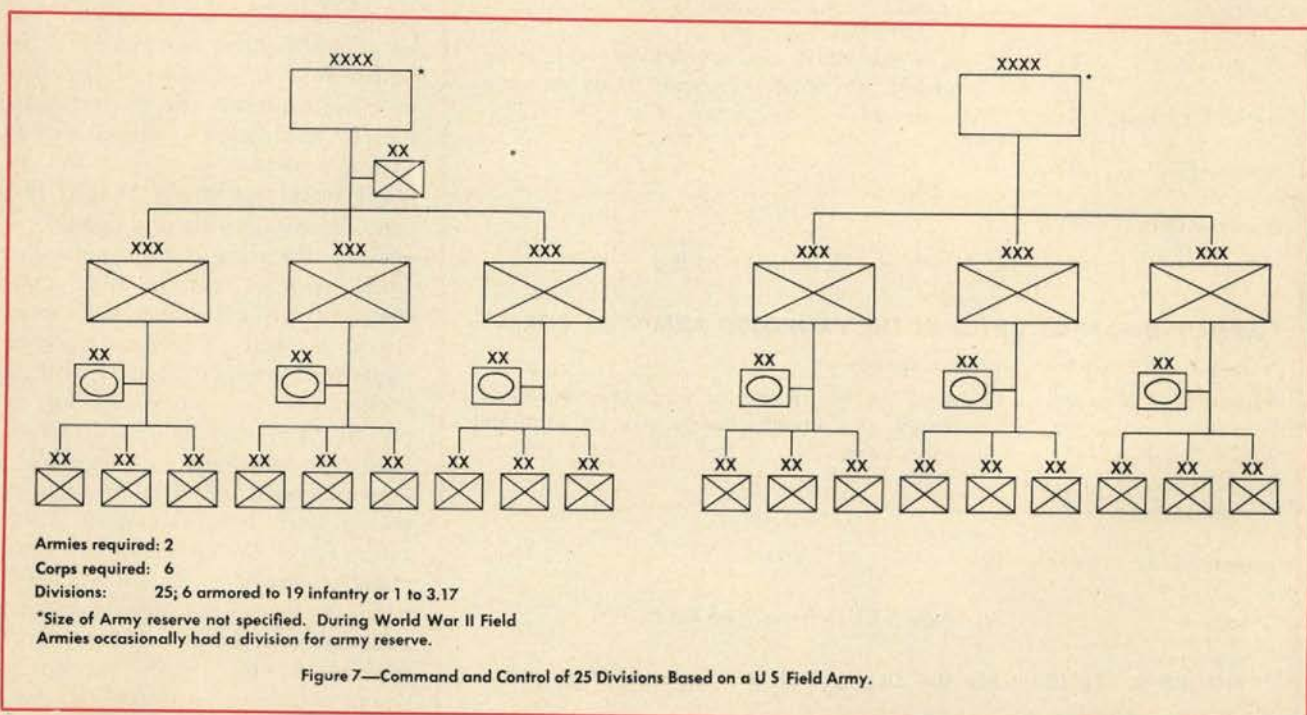 XXXX* XXXX*
XX
XXX XXX XXX XXX XXX XXX
XX XX XX XX XX XX
XX XX XX XX XX XX XX XX XX XX XX XX XX XX XX XX XX XX
Armies required: 2
Corps required: 6
Divisions: 25; 6 armored to 19 infantry or 1 to 3.17
*Size of Army reserve not specified. During World War II Field
Armies occasionally had a division for army reserve.
Figure 7—Command and Control of 25 Divisions Based on a U S Field Army.